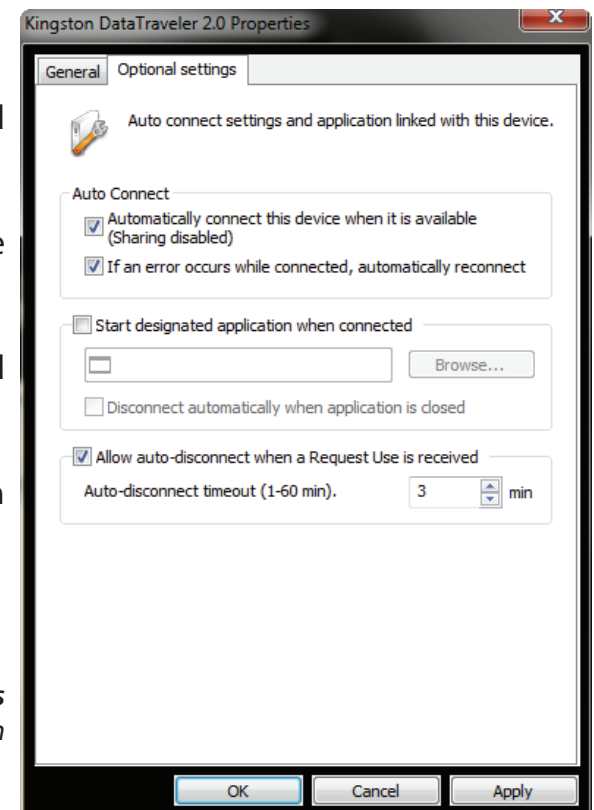 Kingston DataTraveler 2.0 Properties
General
Optional settings
Auto connect settings and application linked with this device.
Auto Connect
Automatically connect this device when it is available
(Sharing disabled)
If an error occurs while connected, automatically reconnect
Start designated application when connected
Browse...
Disconnect automatically when application is closed
Allow auto-disconnect when a Request Use is received
Auto-disconnect timeout (1-60 min). 3 min
OK Cancel Apply